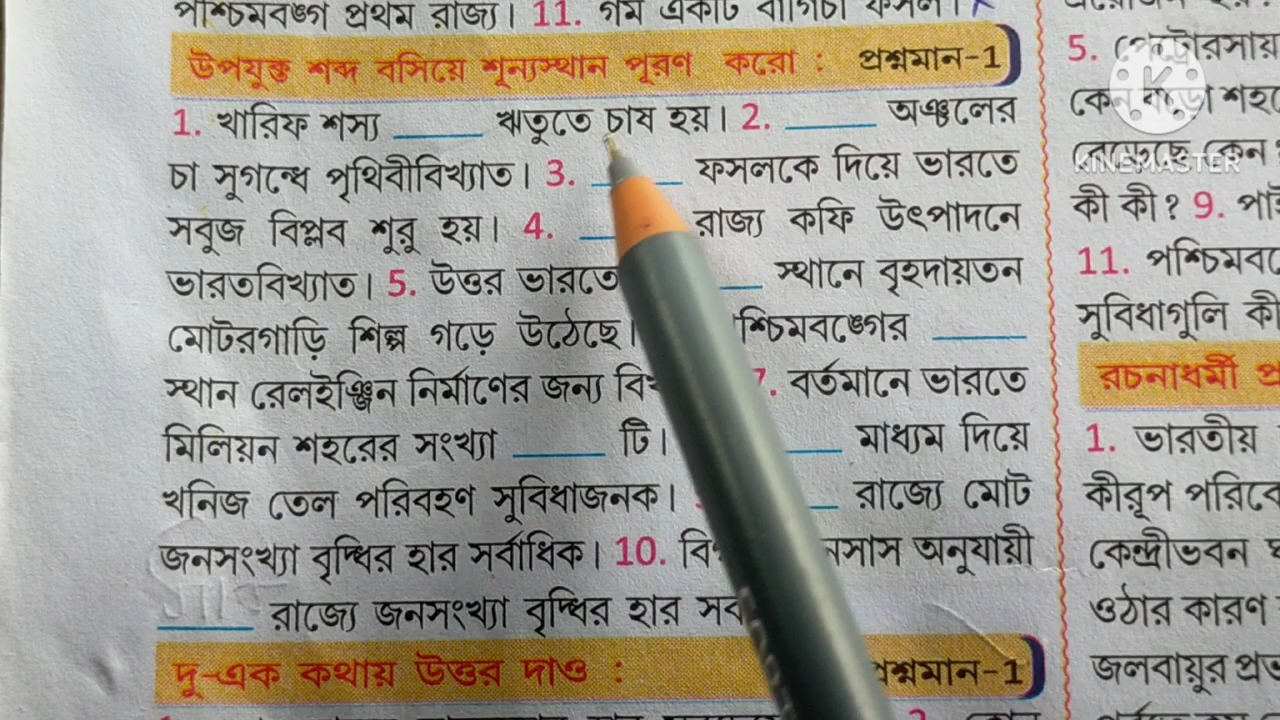 পশ্চিমবঙ্গ প্রথম রাজ্য। 11. গম একটি বাগিচা ফসল।
উপযুক্ত শব্দ বসিয়ে শূন্যস্থান পূরণ করো : প্রশ্নমান-1
1. খারিফ শস্য ____ ঋতুতে চাষ হয়। 2. ____ অঞ্চলের
চা সুগন্ধে পৃথিবীবিখ্যাত। 3. ____ ফসলকে দিয়ে ভারতে
সবুজ বিপ্লব শুরু হয়। 4. ____ রাজ্য কফি উৎপাদনে
ভারতবিখ্যাত। 5. উত্তর ভারতে ____ স্থানে বৃহদায়তন
মোটরগাড়ি শিল্প গড়ে উঠেছে। শ্চিমবঙ্গের ____
স্থান রেলইঞ্জিন নির্মাণের জন্য 7. বর্তমানে ভারতে
মিলিয়ন শহরের সংখ্যা ____ টি। ____ মাধ্যম দিয়ে
খনিজ তেল পরিবহণ সুবিধাজনক। ____ রাজ্যে মোট
জনসংখ্যা বৃদ্ধির হার সর্বাধিক। 10. নসাস অনুযায়ী
____ রাজ্যে জনসংখ্যা বৃদ্ধির হার
দু-এক কথায় উত্তর দাও : প্রশ্নমান-1
5. পেট্রোরসায়
কেন বড়ো শহ
বেড়েছে কেন?
কী কী? 9.
11. পশ্চিমব
সুবিধাগুলি কী
রচনাধর্মী প্র
1. ভারতীয়
কীরূপ পরিবে
কেন্দ্রীভবন
ওঠার কারণ
জলবায়ুর প্র
K
KINEMASTER